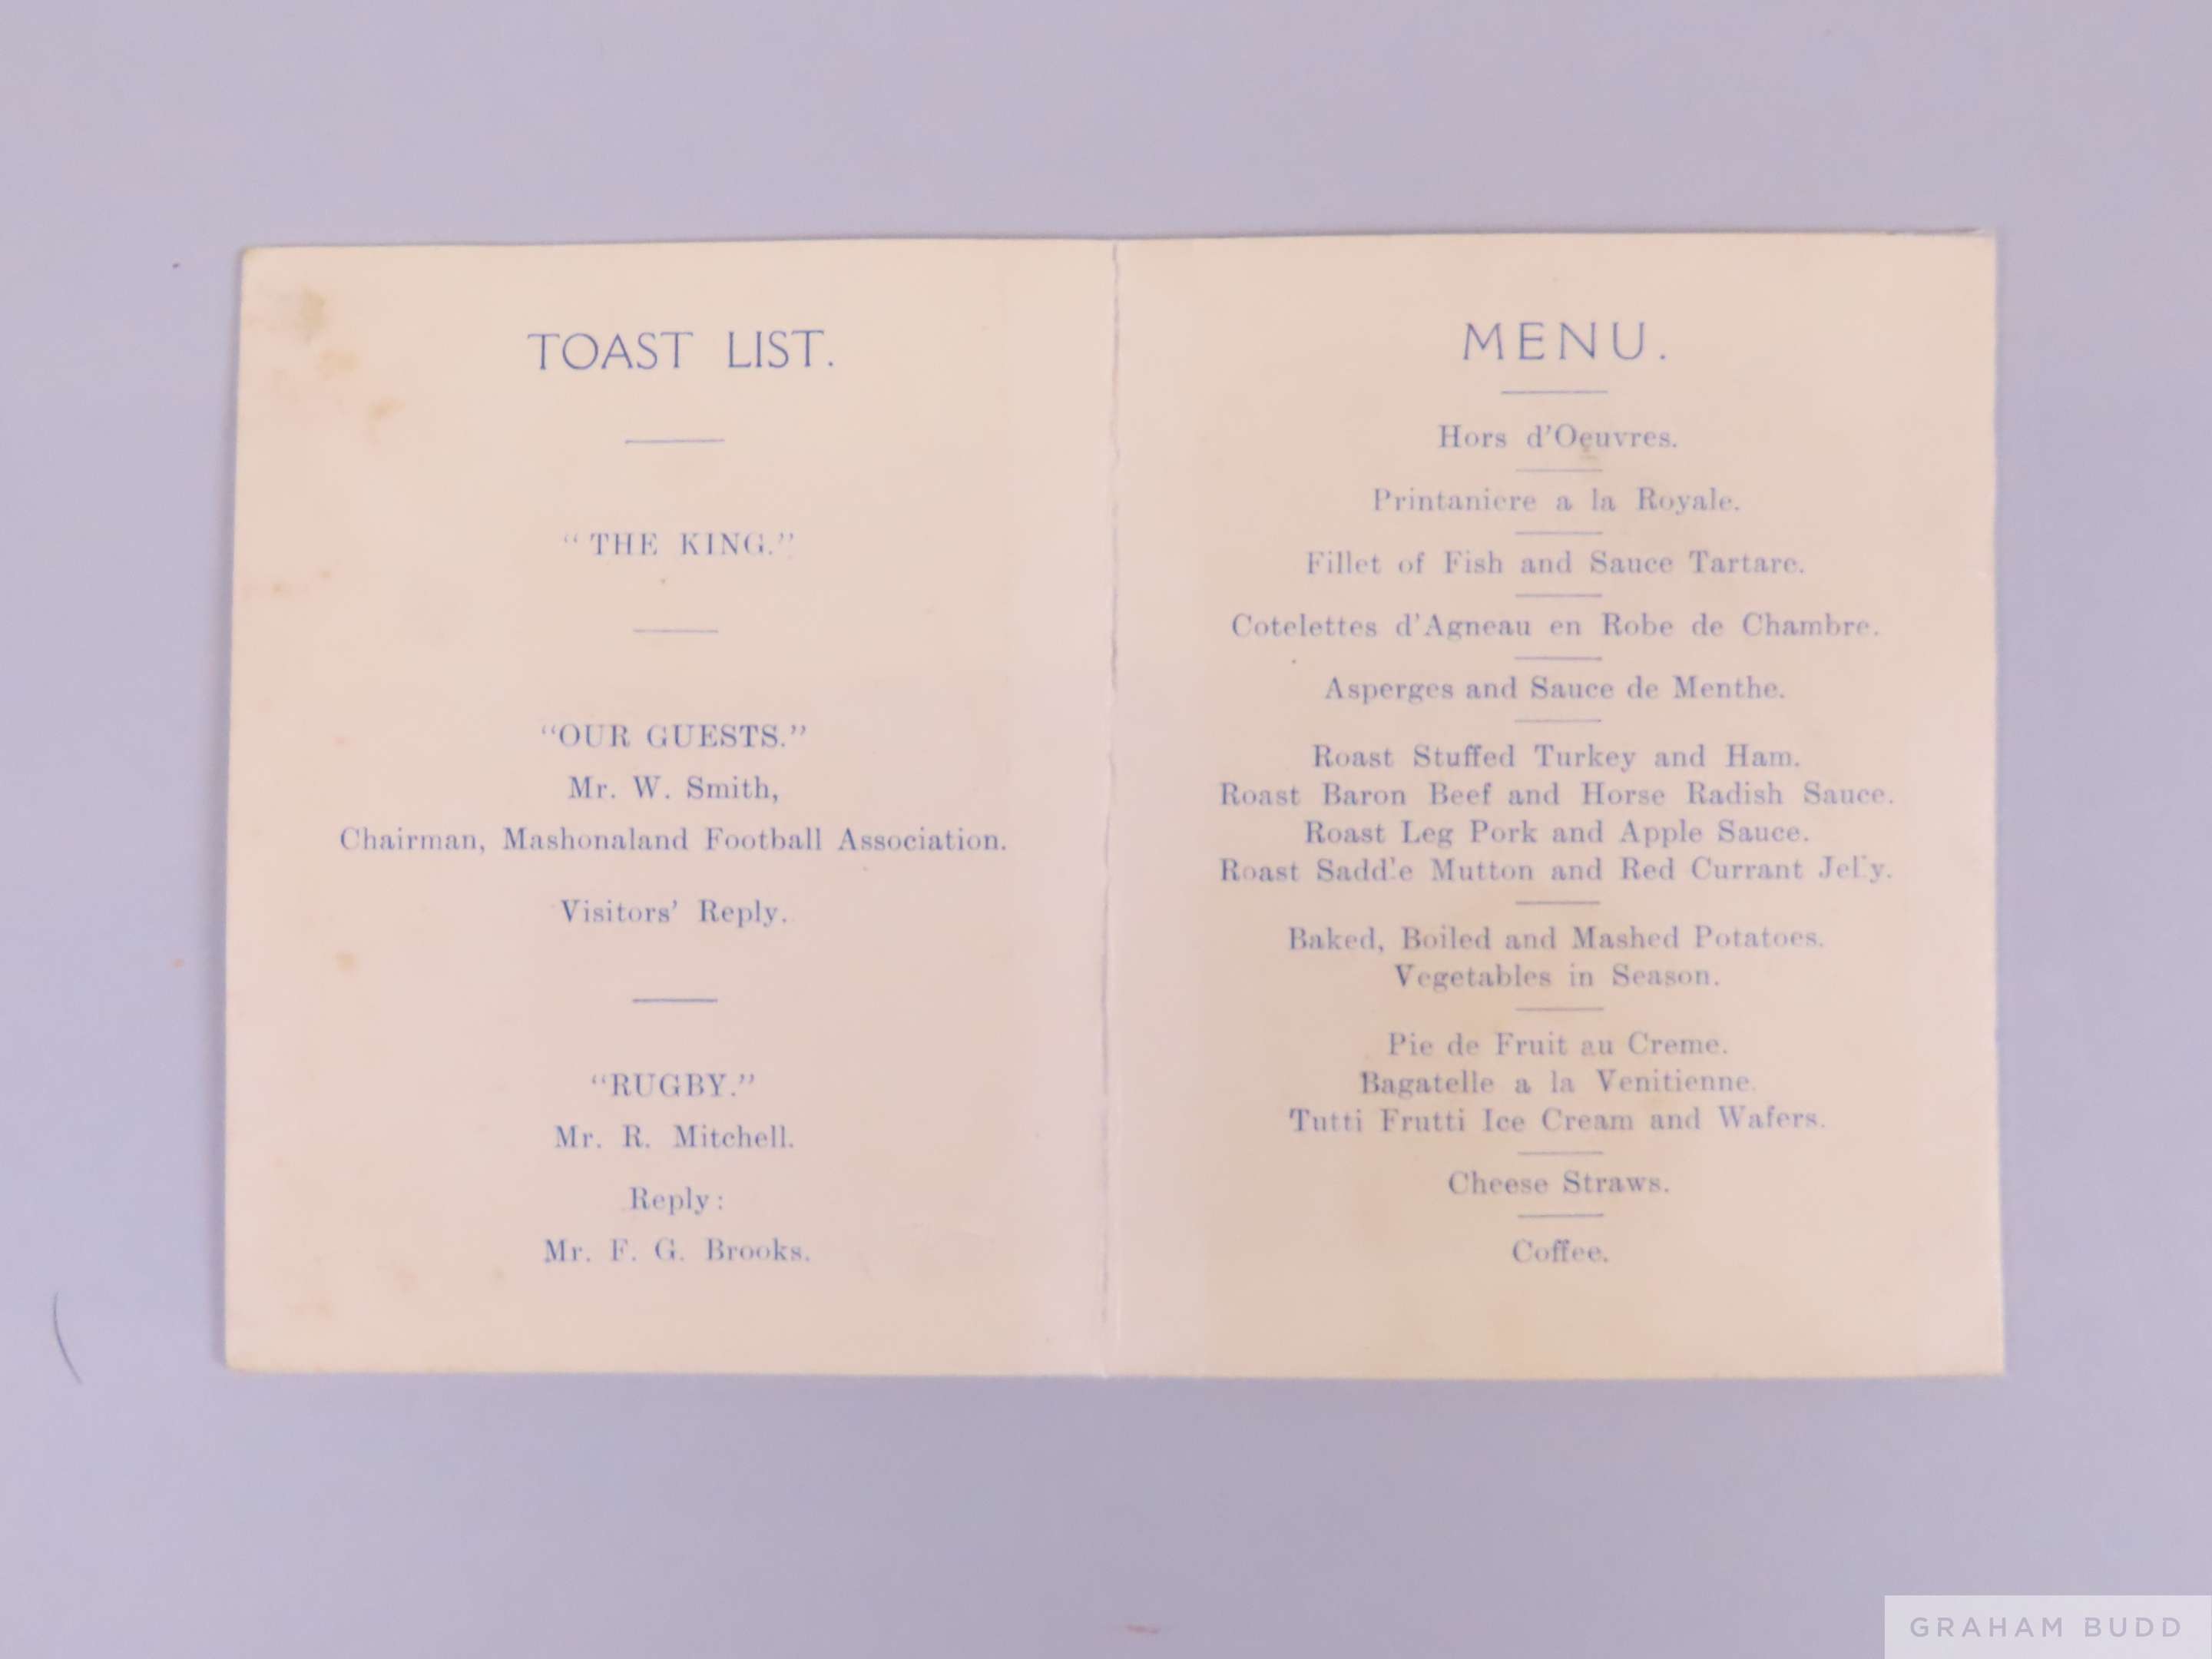 TOAST LIST.
"THE KING."
"OUR GUESTS."
Mr. W. Smith,
Chairman, Mashonaland Football Association.
Visitors' Reply.
"RUGBY."
Mr. R. Mitchell.
Reply:
Mr. F. G. Brooks.
MENU.
Hors d'Oeuvres.
Printaniere a la Royale.
Fillet of Fish and Sauce Tartare.
Cotelettes d'Agneau en Robe de Chambre.
Asperges and Sauce de Menthe.
Roast Stuffed Turkey and Ham.
Roast Baron Beef and Horse Radish Sauce.
Roast Leg Pork and Apple Sauce.
Roast Saddle Mutton and Red Currant Jelly.
Baked, Boiled and Mashed Potatoes.
Vegetables in Season.
Pie de Fruit au Creme.
Bagatelle a la Venitienne.
Tutti Frutti Ice Cream and Wafers.
Cheese Straws.
Coffee.
GRAHAM BUDD